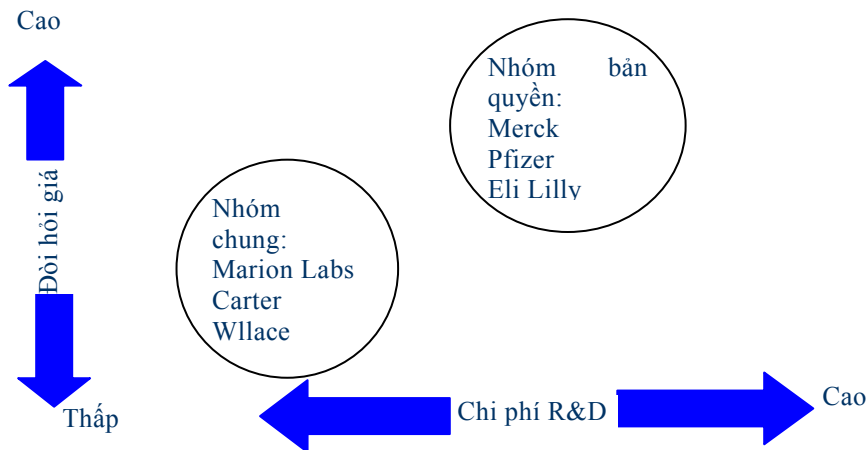 Cao
Nhóm bản
quyền:
Merck
Pfizer
Eli Lilly
Đòi hỏi giá
Nhóm
chung:
Marion Labs
Carter
Wllace
Thấp
Chi phí R&D
Cao